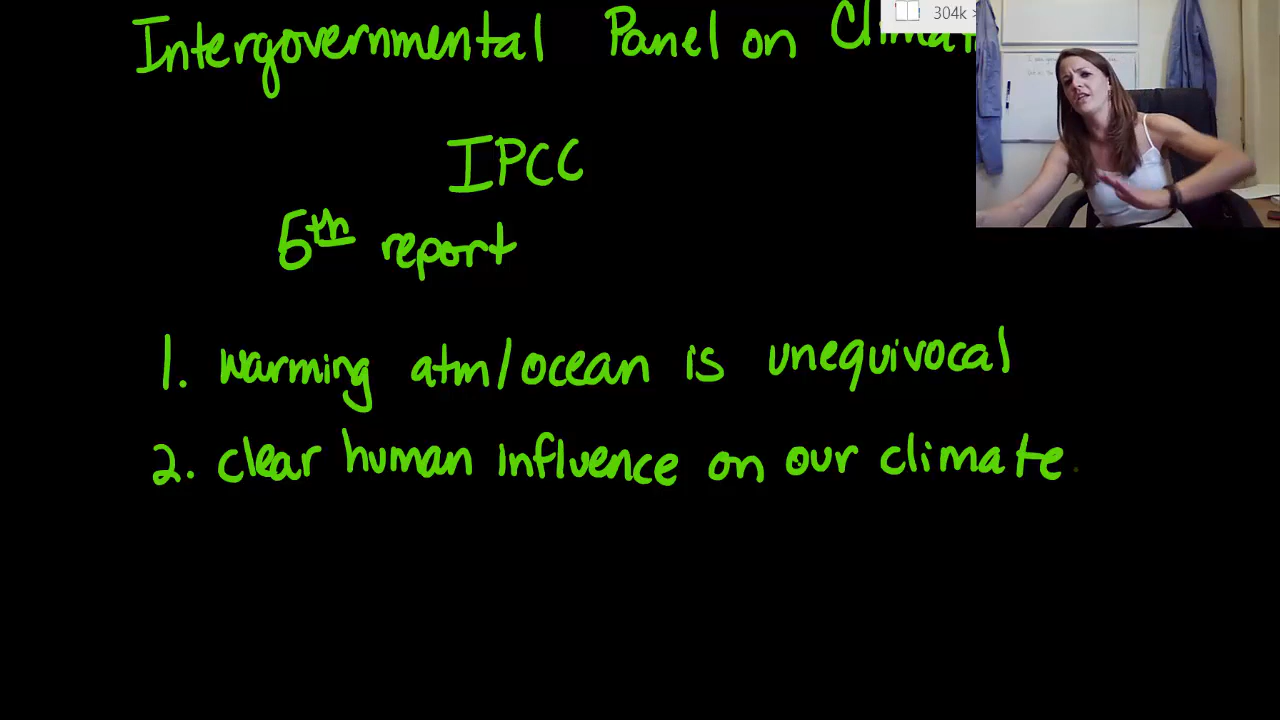 Intergovernmental Panel on Climat
304k >
IPCC
5th report
1. warming atm/ocean is unequivocal
2. clear human influence on our climate